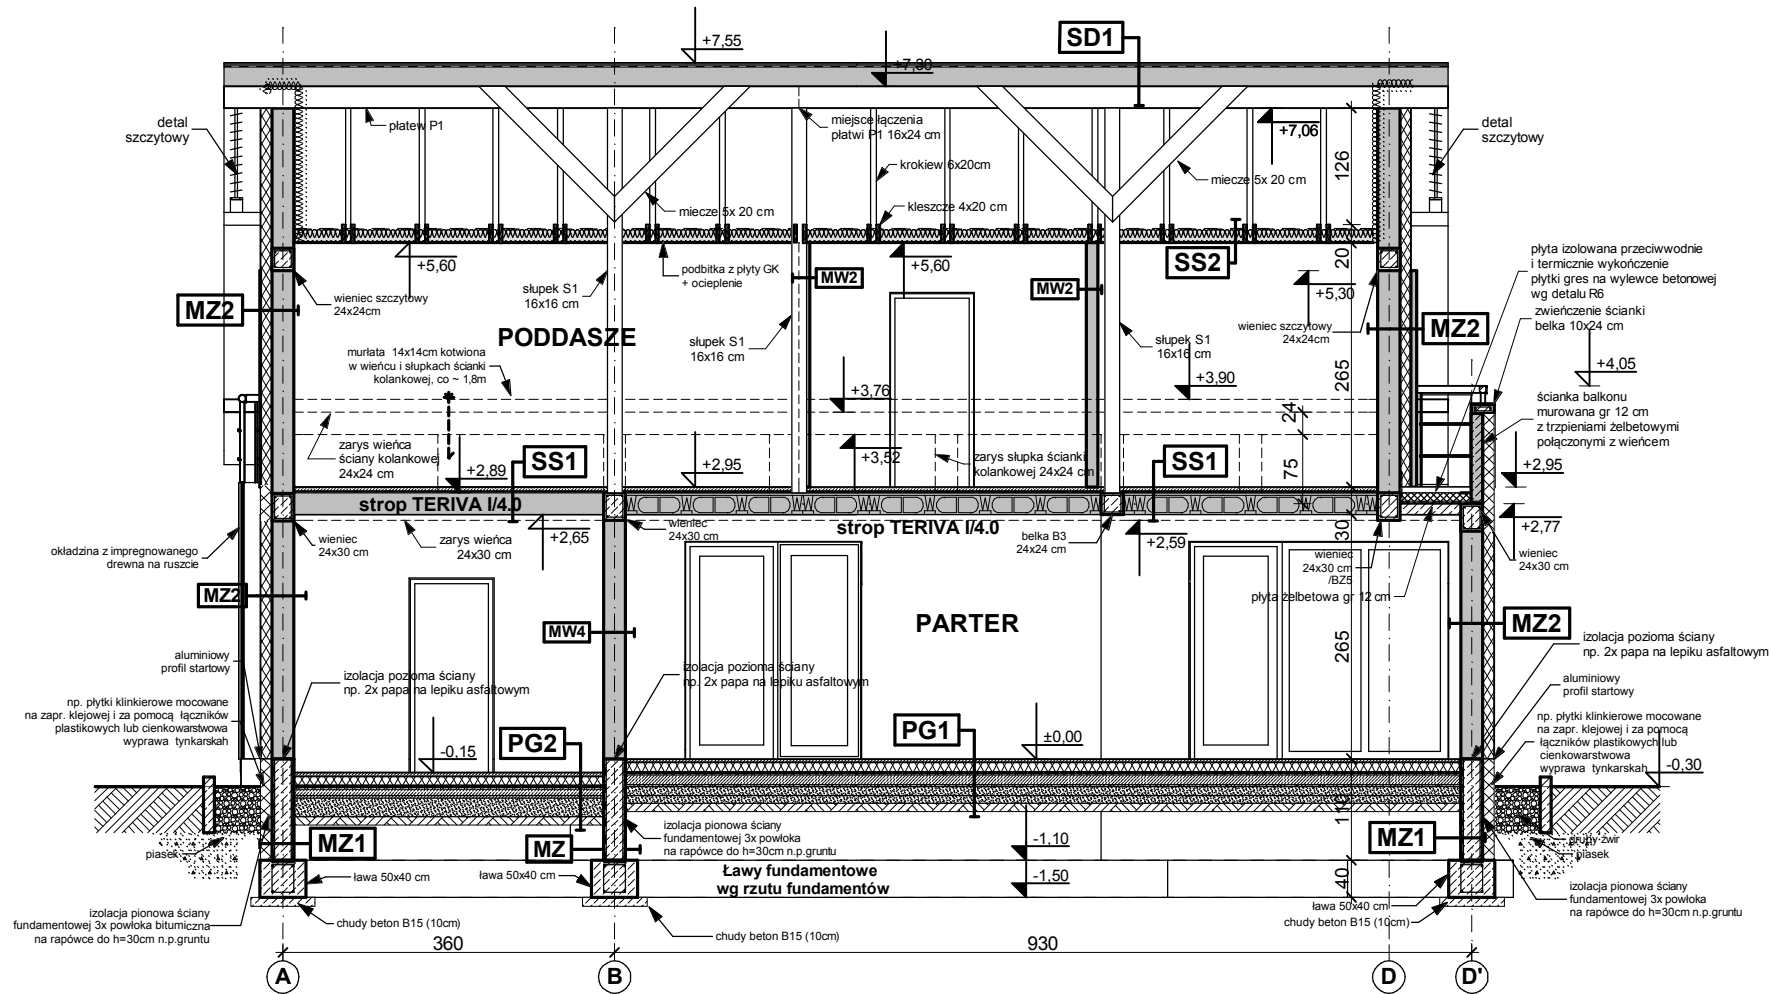 +7,55
SD1
+7,30
detal
szczytowy
płatew P1
miejsce łączenia
płatwi P1 16x24 cm
+7,06
detal
szczytowy
126
krokiew 6x20cm
miecze 5x 20 cm
miecze 5x 20 cm
kleszcze 4x20 cm
+5,60
podbitka z płyty GK
+ ocieplenie
MW2
+5,60
MW2
SS2
20
+5,30
płyta izolowana przeciwwodnie
i termicznie wykończenie
płytki gres na wylewce betonowej
wg detalu R6
zwieńczenie ścianki
belka 10x24 cm
MZ2
wieniec szczytowy
24x24cm
słupek S1
16x16 cm
PODDASZE
słupek S1
16x16 cm
słupek S1
16x16 cm
wieniec szczytowy
24x24cm
MZ2
murłata 14x14cm kotwiona
w wieńcu i słupkach ścianki
kolankowej, co ~ 1,8m
+3,76
+3,90
265
+4,05
ścianka balkonu
murowana gr 12 cm
z trzpieniami żelbetowymi
połączonymi z wieńcem
24
zarys wieńca
ściany kolankowej
24x24 cm
+2,89
SS1
+2,95
+3,52
zarys słupka ścianki
kolankowej 24x24 cm
SS1
75
+2,95
strop TERIVA I/4.0
+2,65
wieniec
24x30 cm
zarys wieńca
24x30 cm
wieniec
24x30 cm
strop TERIVA I/4.0
belka B3
24x24 cm
+2,59
30
wieniec
24x30 cm
/BZ5
+2,77
wieniec
24x30 cm
okładzina z impregnowanego
drewna na ruszcie
płyta żelbetowa gr 12 cm
MZ2
MW4
PARTER
265
MZ2
izolacja pozioma ściany
np. 2x papa na lepiku asfaltowym
aluminiowy
profil startowy
izolacja pozioma ściany
np. 2x papa na lepiku asfaltowym
izolacja pozioma ściany
np. 2x papa na lepiku asfaltowym
aluminiowy
profil startowy
np. płytki klinkierowe mocowane
na zapr. klejowej i za pomocą łączników
plastikowych lub cienkowarstwowa
wyprawa tynkarskah
-0,15
PG2
PG1
±0,00
np. płytki klinkierowe mocowane
na zapr. klejowej i za pomocą
łączników plastikowych lub
cienkowarstwowa
wyprawa tynkarskah
-0,30
110
piasek
MZ1
MZ
izolacja pionowa ściany
fundamentowej 3x powłoka
na rapówce do h=30cm n.p.gruntu
-1,10
MZ1
gruby żwir
piasek
ława 50x40 cm
ława 50x40 cm
Ławy fundamentowe
wg rzutu fundamentów
-1,50
40
ława 50x40 cm
chudy beton B15 (10cm)
izolacja pionowa ściany
fundamentowej 3x powłoka
na rapówce do h=30cm n.p.gruntu
izolacja pionowa ściany
fundamentowej 3x powłoka bitumiczna
na rapówce do h=30cm n.p.gruntu
chudy beton B15 (10cm)
chudy beton B15 (10cm)
360
930
A
B
D
D'